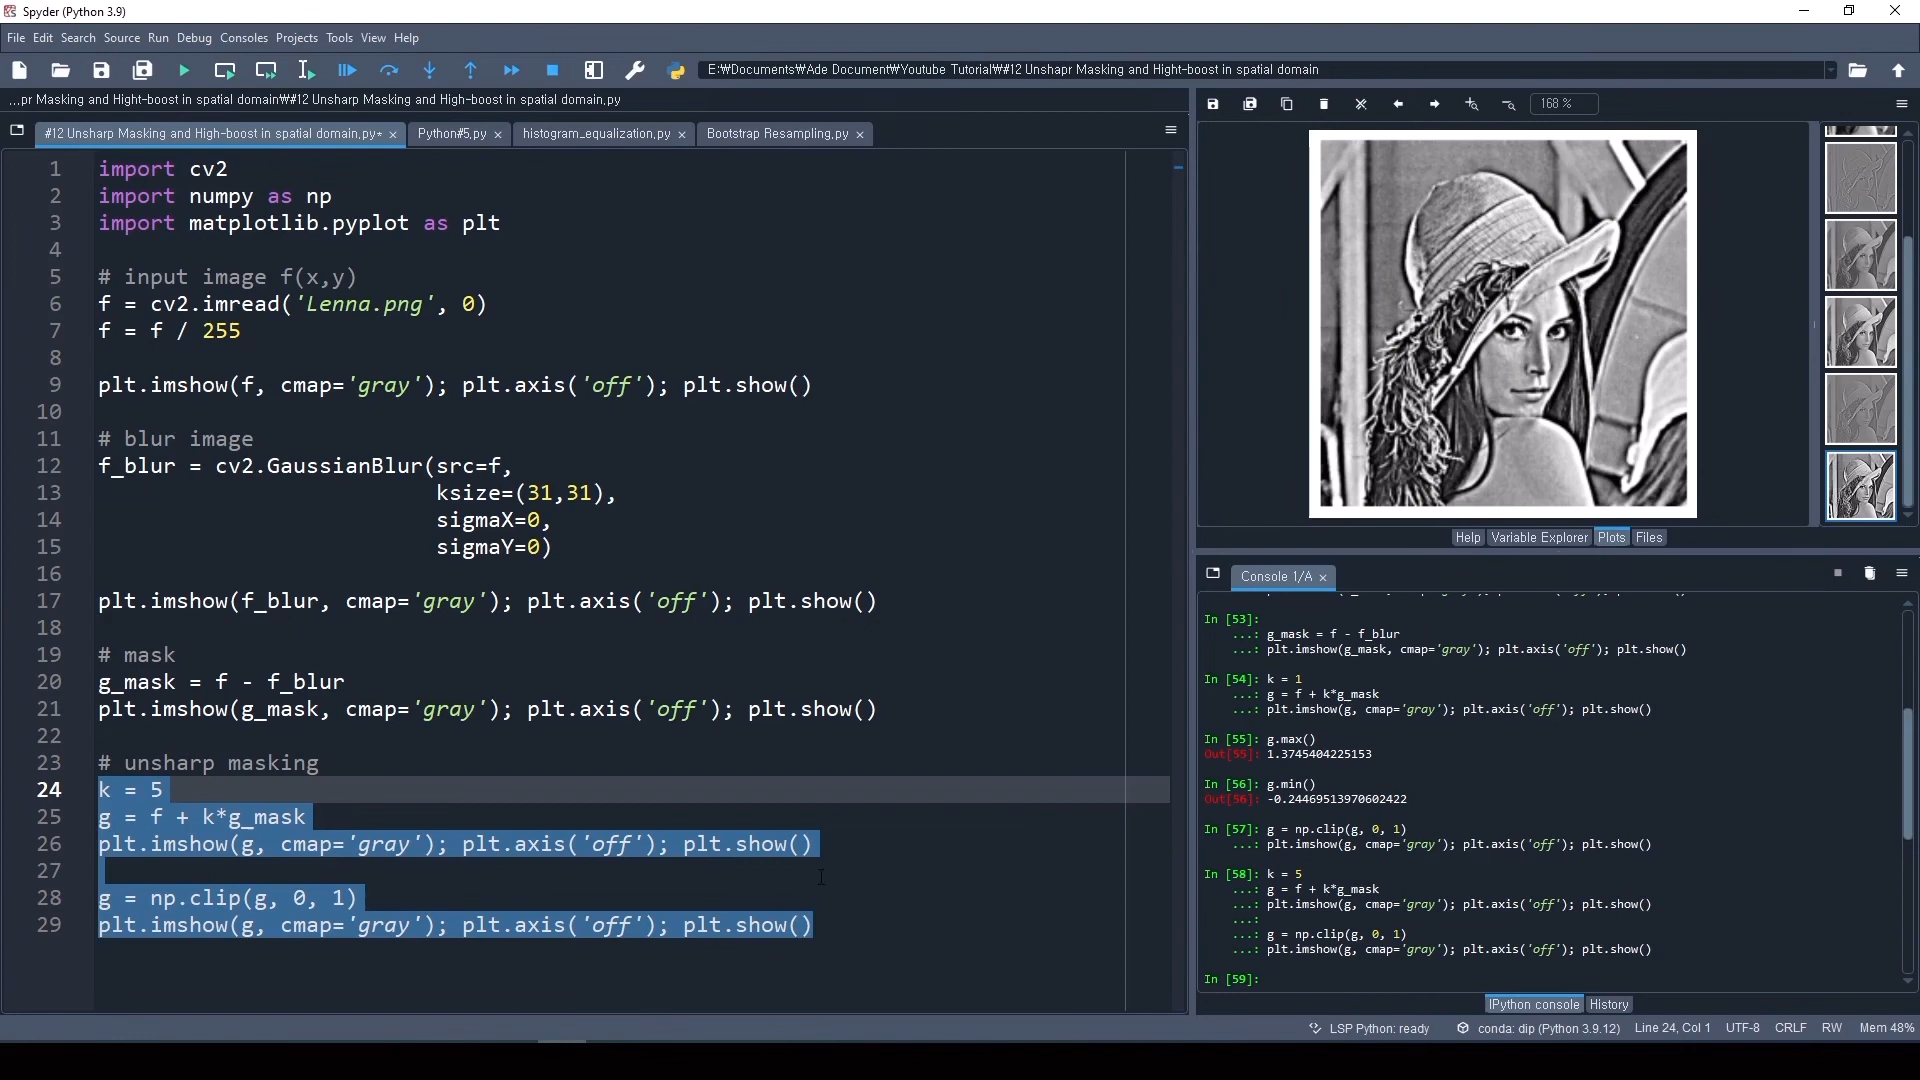 Spyder (Python 3.9)
File Edit Search Source Run Debug Consoles Projects Tools View Help
E:₩Documents₩Ade Document₩Youtube Tutorial₩#12 Unshapr Masking and Hight-boost in spatial domain
...pr Masking and Hight-boost in spatial domain₩#12 Unsharp Masking and High-boost in spatial domain.py
#12 Unsharp Masking and High-boost in spatial domain.py*
Python#5.py
histogram_equalization.py
Bootstrap Resampling.py
1 import cv2
2 import numpy as np
3 import matplotlib.pyplot as plt
4
5 # input image f(x,y)
6 f = cv2.imread('Lenna.png', 0)
7 f = f / 255
8
9 plt.imshow(f, cmap='gray'); plt.axis('off'); plt.show()
10
11 # blur image
12 f_blur = cv2.GaussianBlur(src=f,
13 ksize=(31,31),
14 sigmaX=0,
15 sigmaY=0)
16
17 plt.imshow(f_blur, cmap='gray'); plt.axis('off'); plt.show()
18
19 # mask
20 g_mask = f - f_blur
21 plt.imshow(g_mask, cmap='gray'); plt.axis('off'); plt.show()
22
23 # unsharp masking
24 k = 5
25 g = f + k*g_mask
26 plt.imshow(g, cmap='gray'); plt.axis('off'); plt.show()
27
28 g = np.clip(g, 0, 1)
29 plt.imshow(g, cmap='gray'); plt.axis('off'); plt.show()
168 %
Help Variable Explorer Plots Files
Console 1/A
In [53]:
...: g_mask = f - f_blur
...: plt.imshow(g_mask, cmap='gray'); plt.axis('off'); plt.show()
In [54]: k = 1
...: g = f + k*g_mask
...: plt.imshow(g, cmap='gray'); plt.axis('off'); plt.show()
In [55]: g.max()
Out[55]: 1.3745404225153
In [56]: g.min()
Out[56]: -0.24469513970602422
In [57]: g = np.clip(g, 0, 1)
...: plt.imshow(g, cmap='gray'); plt.axis('off'); plt.show()
In [58]: k = 5
...: g = f + k*g_mask
...: plt.imshow(g, cmap='gray'); plt.axis('off'); plt.show()
...:
...: g = np.clip(g, 0, 1)
...: plt.imshow(g, cmap='gray'); plt.axis('off'); plt.show()
In [59]:
IPython console History
LSP Python: ready conda: dip (Python 3.9.12) Line 24, Col 1 UTF-8 CRLF RW Mem 48%